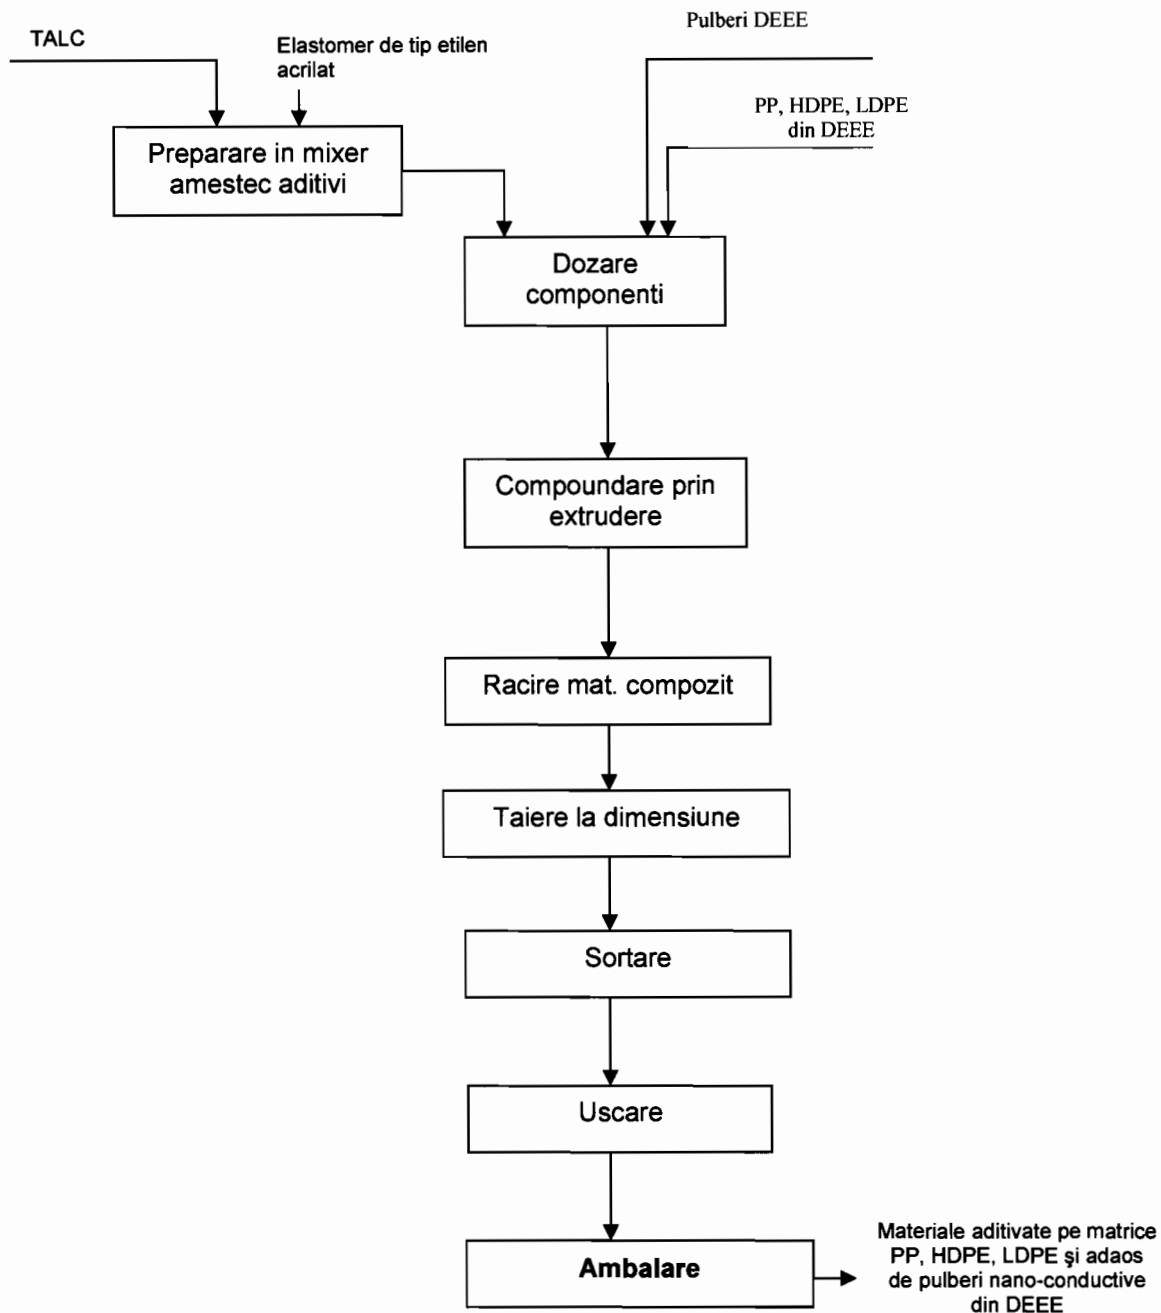 TALC
Elastomer de tip etilen
acrilat
Pulberi DEEE
PP, HDPE, LDPE
din DEEE
Preparare in mixer
amestec aditivi
Dozare
componenti
Compoundare prin
extrudere
Racire mat. compozit
Taiere la dimensiune
Sortare
Uscare
Ambalare
Materiale aditivate pe matrice
PP, HDPE, LDPE şi adaos
de pulberi nano-conductive
din DEEE